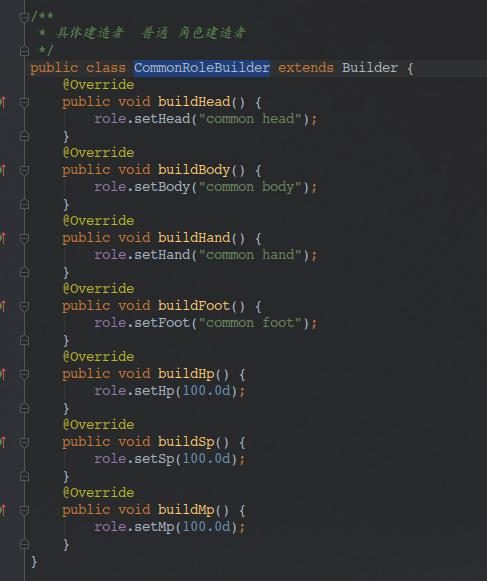 /**
 * 具体建造者  普通 角色建造者
 */
public class CommonRoleBuilder extends Builder {
    @Override
    public void buildHead() {
        role.setHead("common head");
    }
    @Override
    public void buildBody() {
        role.setBody("common body");
    }
    @Override
    public void buildHand() {
        role.setHand("common hand");
    }
    @Override
    public void buildFoot() {
        role.setFoot("common foot");
    }
    @Override
    public void buildHp() {
        role.setHp(100.0d);
    }
    @Override
    public void buildSp() {
        role.setSp(100.0d);
    }
    @Override
    public void buildMp() {
        role.setMp(100.0d);
    }
}